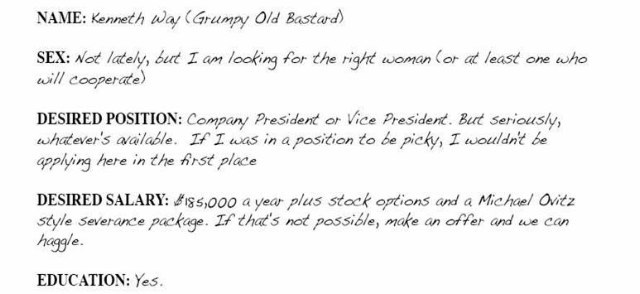 NAME: Kenneth Way (Grumpy Old Bastard)
SEX: Not lately, but I am looking for the right woman (or at least one who
will cooperate)
DESIRED POSITION: Company President or Vice President. But seriously,
whatever's available. If I was in a position to be picky, I wouldn't be
applying here in the first place
DESIRED SALARY: $185,000 a year plus stock options and a Michael Ovitz
style severance package. If that's not possible, make an offer and we can
haggle.
EDUCATION: Yes.